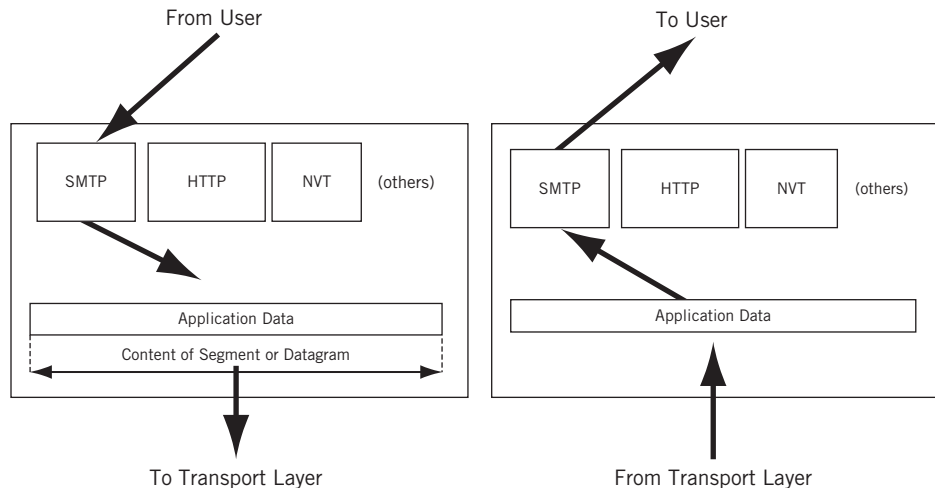 From User
SMTP
HTTP
NVT
(others)
Application Data
Content of Segment or Datagram
To Transport Layer
To User
SMTP
HTTP
NVT
(others)
Application Data
From Transport Layer